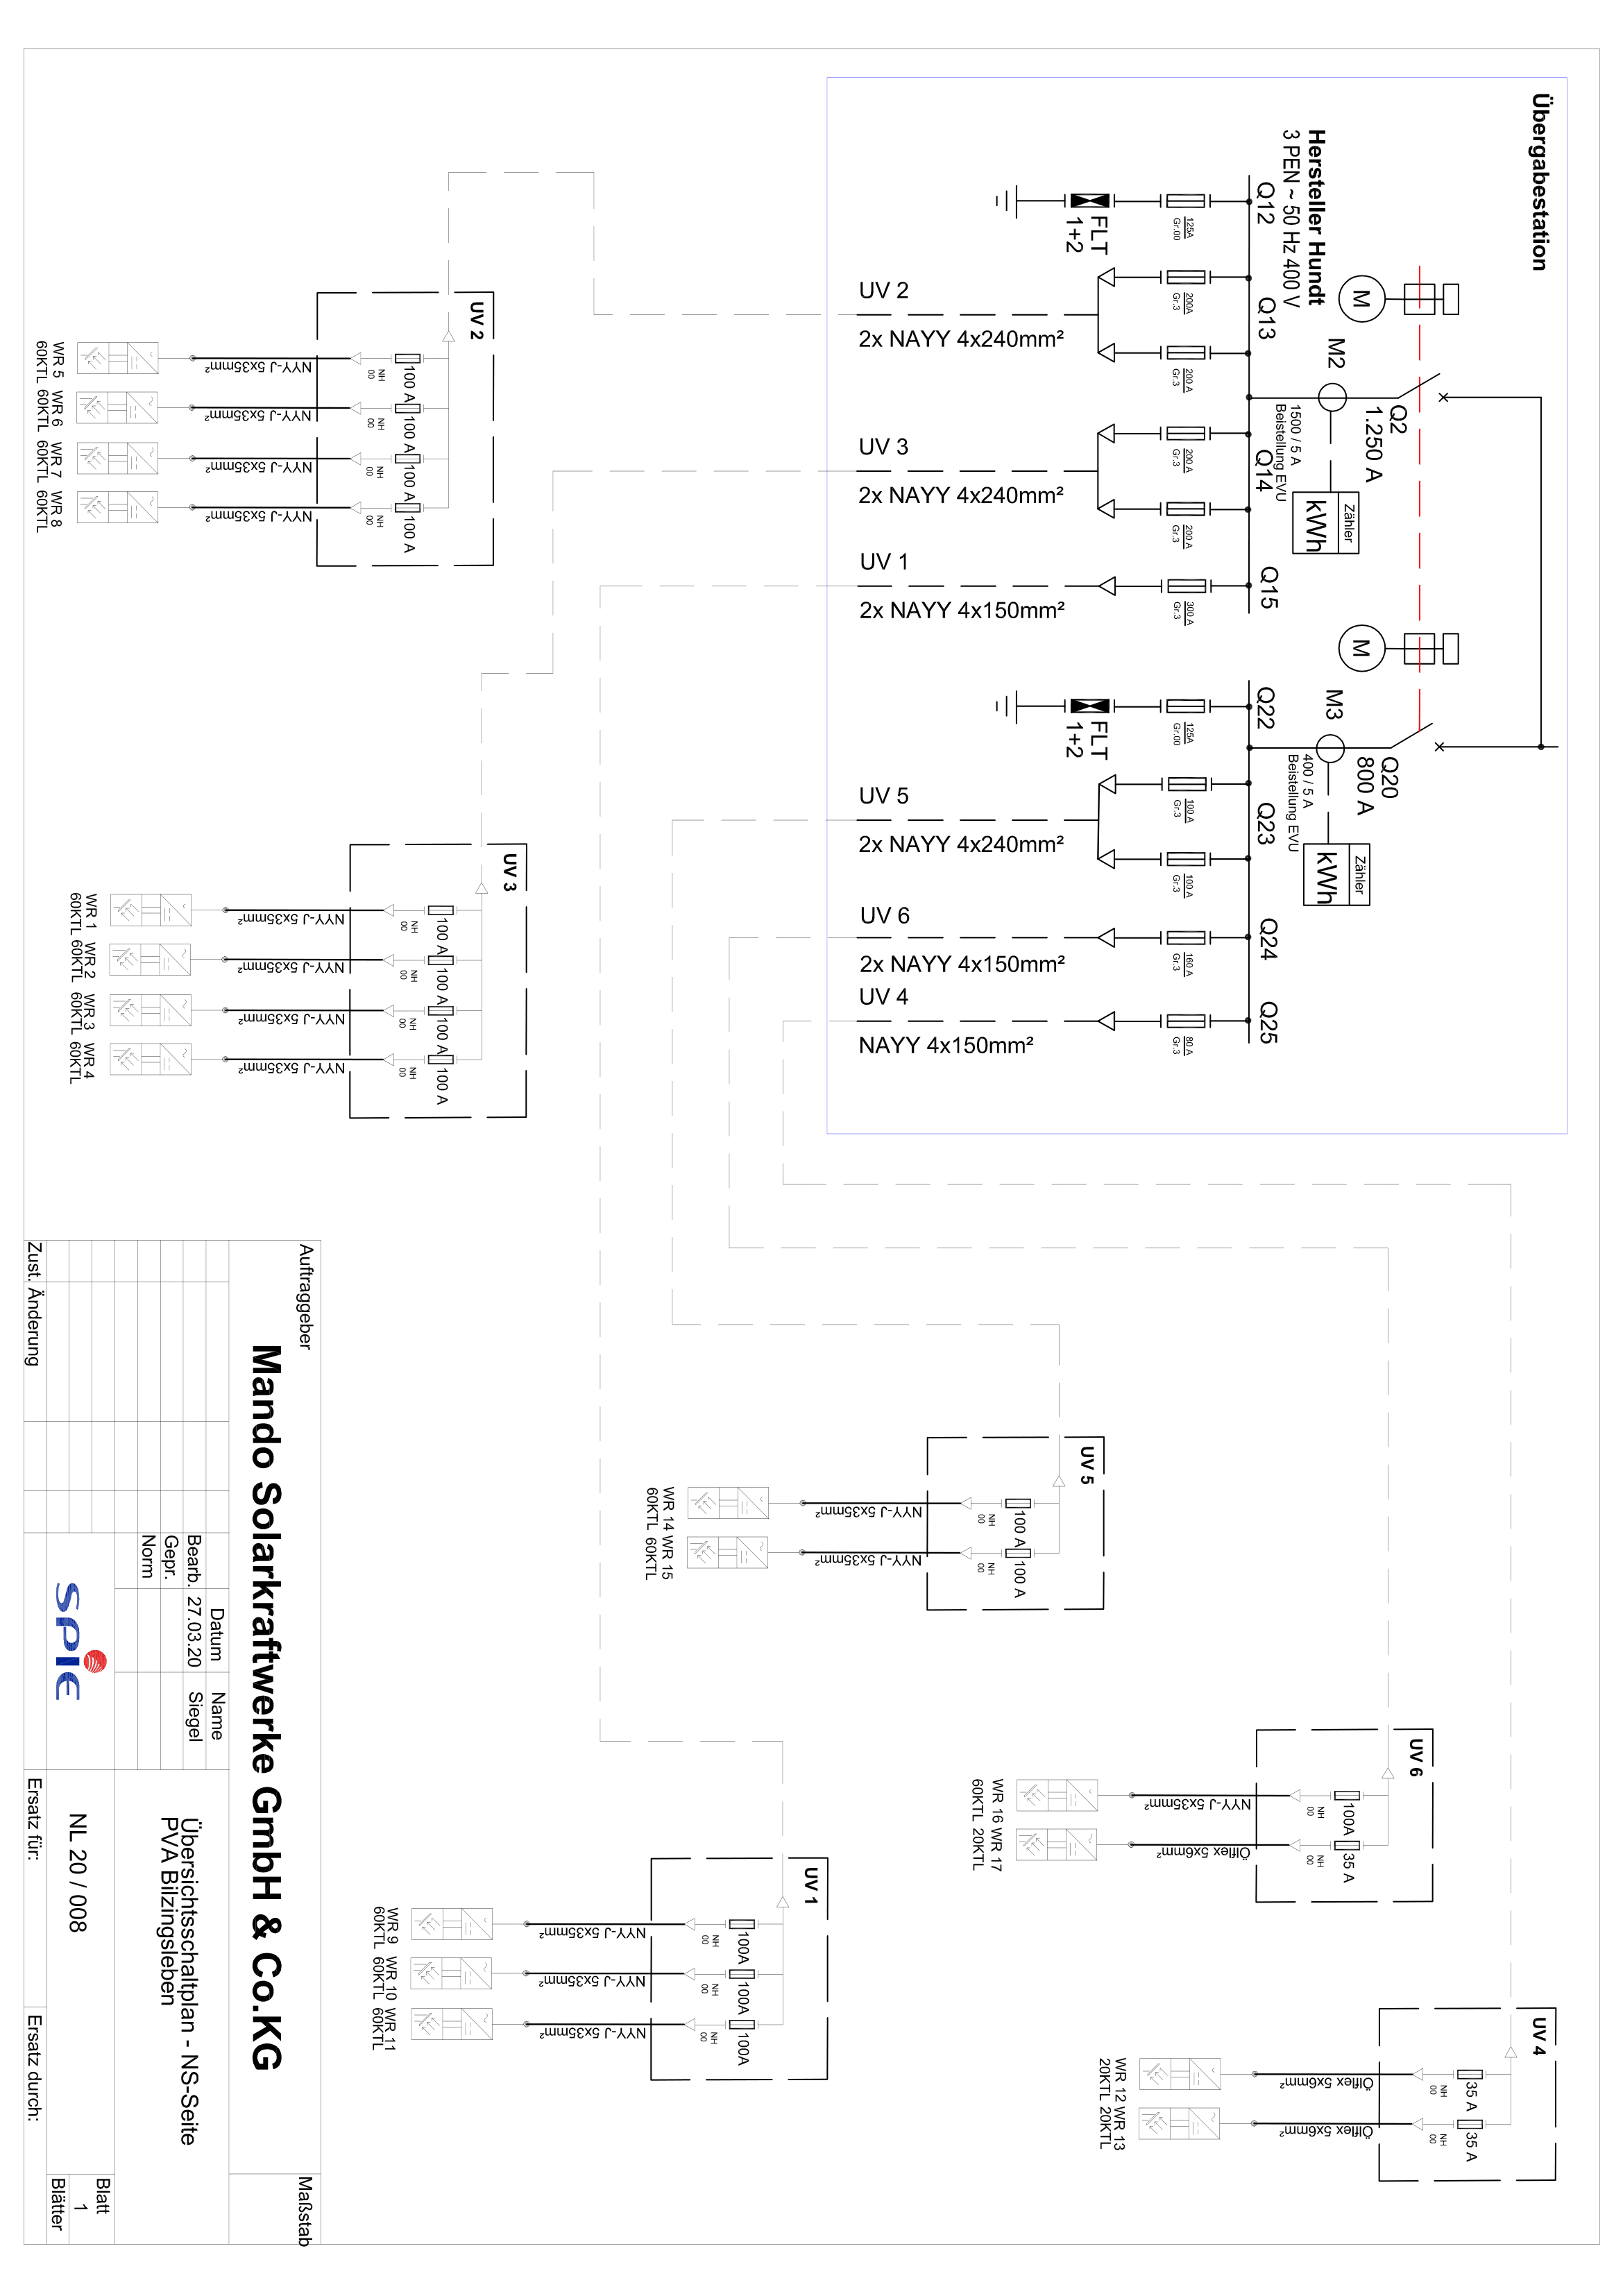 Übergabestation
Hersteller Hundt
3 PEN ~ 50 Hz 400 V
Q12
125A
Gr.00
FLT
1+2
Q13
200A
Gr.3
200 A
Gr.3
UV 2
2x NAYY 4x240mm²
M
M2
1500 / 5 A
Beistellung EVU
Q2
1.250 A
Zähler
kWh
Q14
200 A
Gr.3
200 A
Gr.3
UV 3
2x NAYY 4x240mm²
Q15
300 A
Gr.3
UV 1
2x NAYY 4x150mm²
M
M3
400 / 5 A
Beistellung EVU
Q20
800 A
Zähler
kWh
Q22
125A
Gr.00
FLT
1+2
Q23
100 A
Gr.3
100 A
Gr.3
UV 5
2x NAYY 4x240mm²
Q24
160 A
Gr.3
UV 6
2x NAYY 4x150mm²
Q25
80 A
Gr.3
UV 4
NAYY 4x150mm²
UV 2
100 A 100 A 100 A 100 A
NH
00
NH
00
NH
00
NH
00
NYY-J 5x35mm²
NYY-J 5x35mm²
NYY-J 5x35mm²
NYY-J 5x35mm²
WR 5 WR 6 WR 7 WR 8
60KTL 60KTL 60KTL 60KTL
UV 3
100 A 100 A 100 A 100 A
NH
00
NH
00
NH
00
NH
00
NYY-J 5x35mm²
NYY-J 5x35mm²
NYY-J 5x35mm²
NYY-J 5x35mm²
WR 1 WR 2 WR 3 WR 4
60KTL 60KTL 60KTL 60KTL
UV 5
100 A 100 A
NH
00
NH
00
NYY-J 5x35mm²
NYY-J 5x35mm²
WR 14 WR 15
60KTL 60KTL
UV 6
100A 35 A
NH
00
NH
00
NYY-J 5x35mm²
Ölflex 5x6mm²
WR 16 WR 17
60KTL 20KTL
UV 1
100A 100A 100A
NH
00
NH
00
NH
00
NYY-J 5x35mm²
NYY-J 5x35mm²
NYY-J 5x35mm²
WR 9 WR 10 WR 11
60KTL 60KTL 60KTL
UV 4
35 A 35 A
NH
00
NH
00
Ölflex 5x6mm²
Ölflex 5x6mm²
WR 12 WR 13
20KTL 20KTL
Auftraggeber
Maßstab
Mando Solarkraftwerke GmbH & Co.KG
Datum Name
Bearb. 27.03.20 Siegel
Gepr.
Norm
Übersichtsschaltplan - NS-Seite
PVA Bilzingsleben
SPIE
NL 20 / 008
Blatt
1
Blätter
Zust. Änderung
Ersatz für:
Ersatz durch: